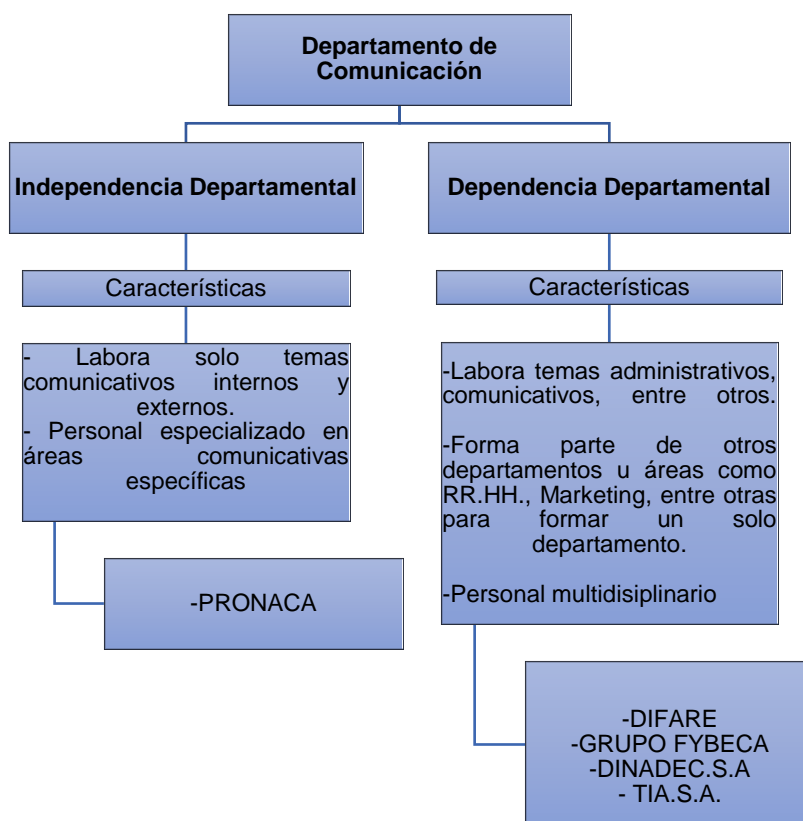 Departamento de
Comunicación
Independencia Departamental
Dependencia Departamental
Características
Características
- Labora solo temas
comunicativos internos y
externos.
- Personal especializado en
áreas comunicativas
específicas
-Labora temas administrativos,
comunicativos, entre otros.
-Forma parte de otros
departamentos u áreas como
RR.HH., Marketing, entre otras
para formar un solo
departamento.
-Personal multidisiplinario
-PRONACA
-DIFARE
-GRUPO FYBECA
-DINADEC.S.A
- TIA.S.A.